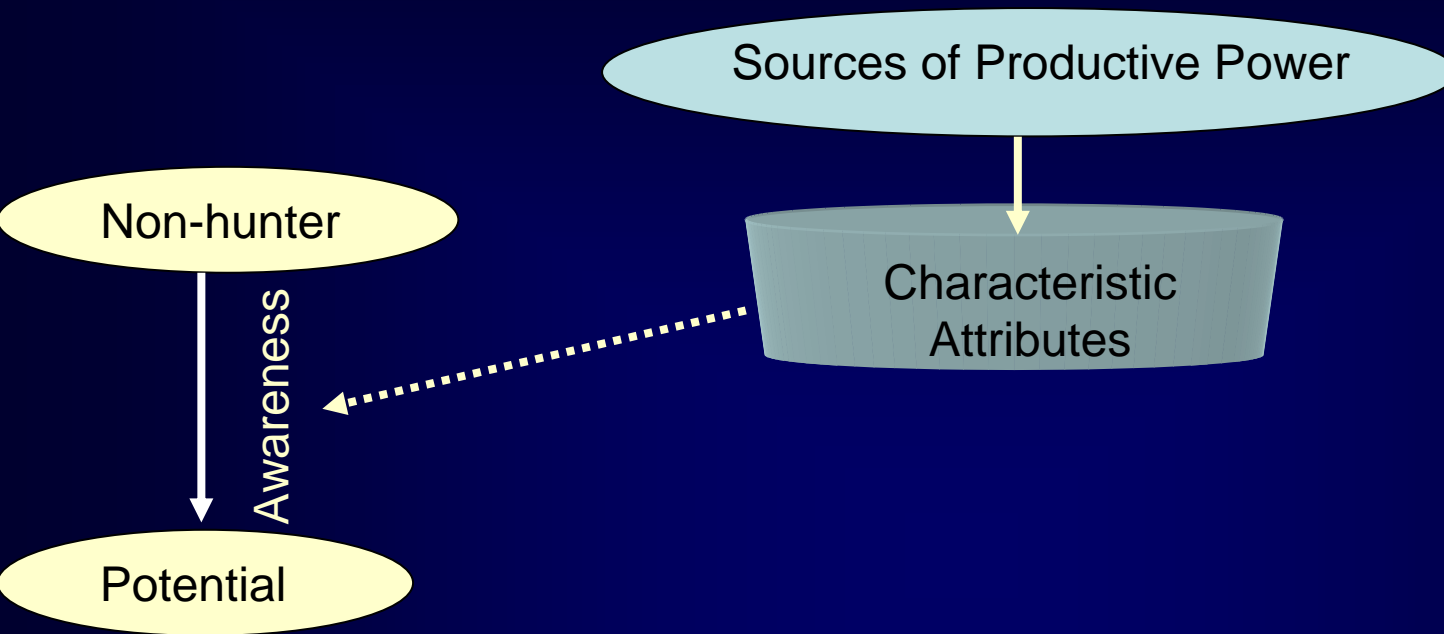 Sources of Productive Power
Non-hunter
Characteristic
Attributes
Awareness
Potential